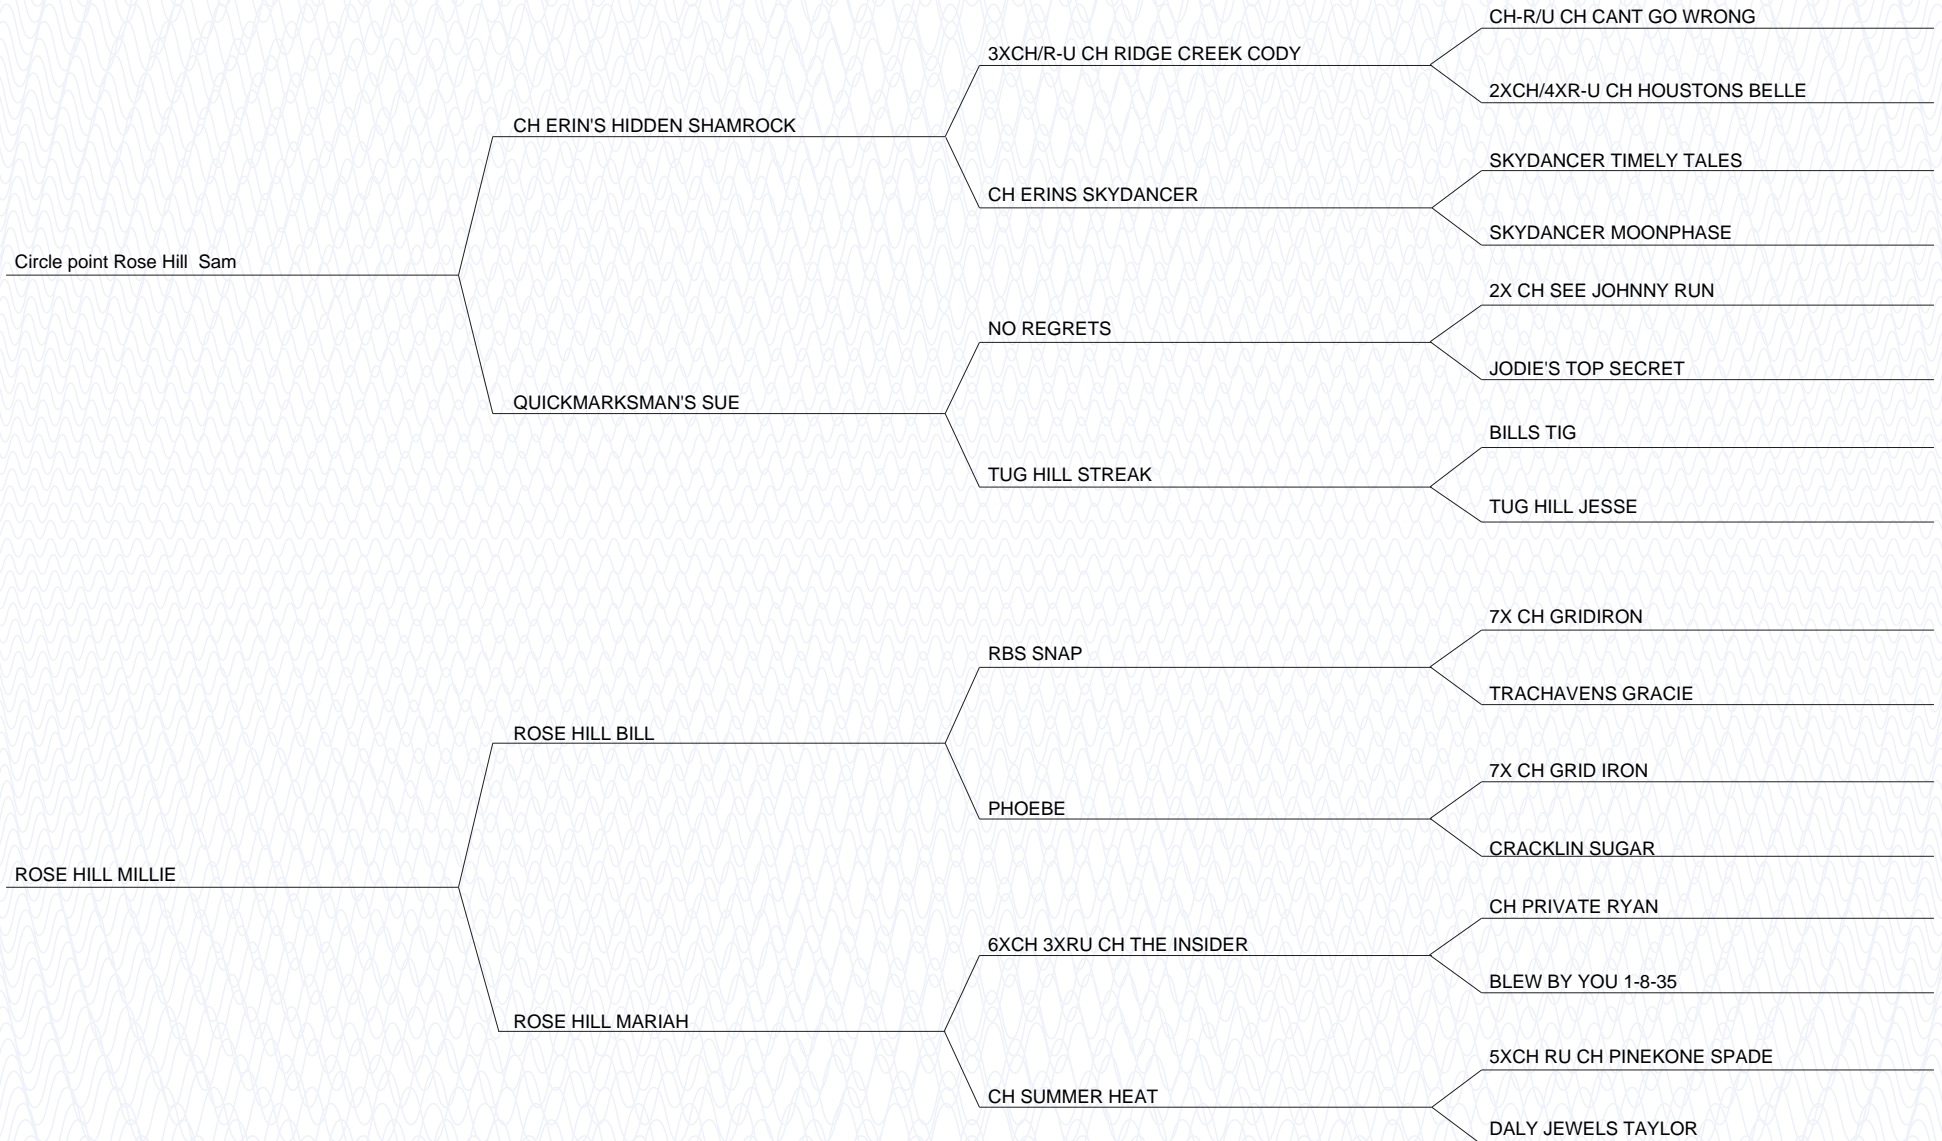 CH-R/U CH CANT GO WRONG
3XCH/R-U CH RIDGE CREEK CODY
2XCH/4XR-U CH HOUSTONS BELLE
CH ERIN'S HIDDEN SHAMROCK
SKYDANCER TIMELY TALES
CH ERINS SKYDANCER
SKYDANCER MOONPHASE
Circle point Rose Hill  Sam
2X CH SEE JOHNNY RUN
NO REGRETS
JODIE'S TOP SECRET
QUICKMARKSMAN'S SUE
BILLS TIG
TUG HILL STREAK
TUG HILL JESSE
7X CH GRIDIRON
RBS SNAP
TRACHAVENS GRACIE
ROSE HILL BILL
7X CH GRID IRON
PHOEBE
CRACKLIN SUGAR
ROSE HILL MILLIE
CH PRIVATE RYAN
6XCH 3XRU CH THE INSIDER
BLEW BY YOU 1-8-35
ROSE HILL MARIAH
5XCH RU CH PINEKONE SPADE
CH SUMMER HEAT
DALY JEWELS TAYLOR